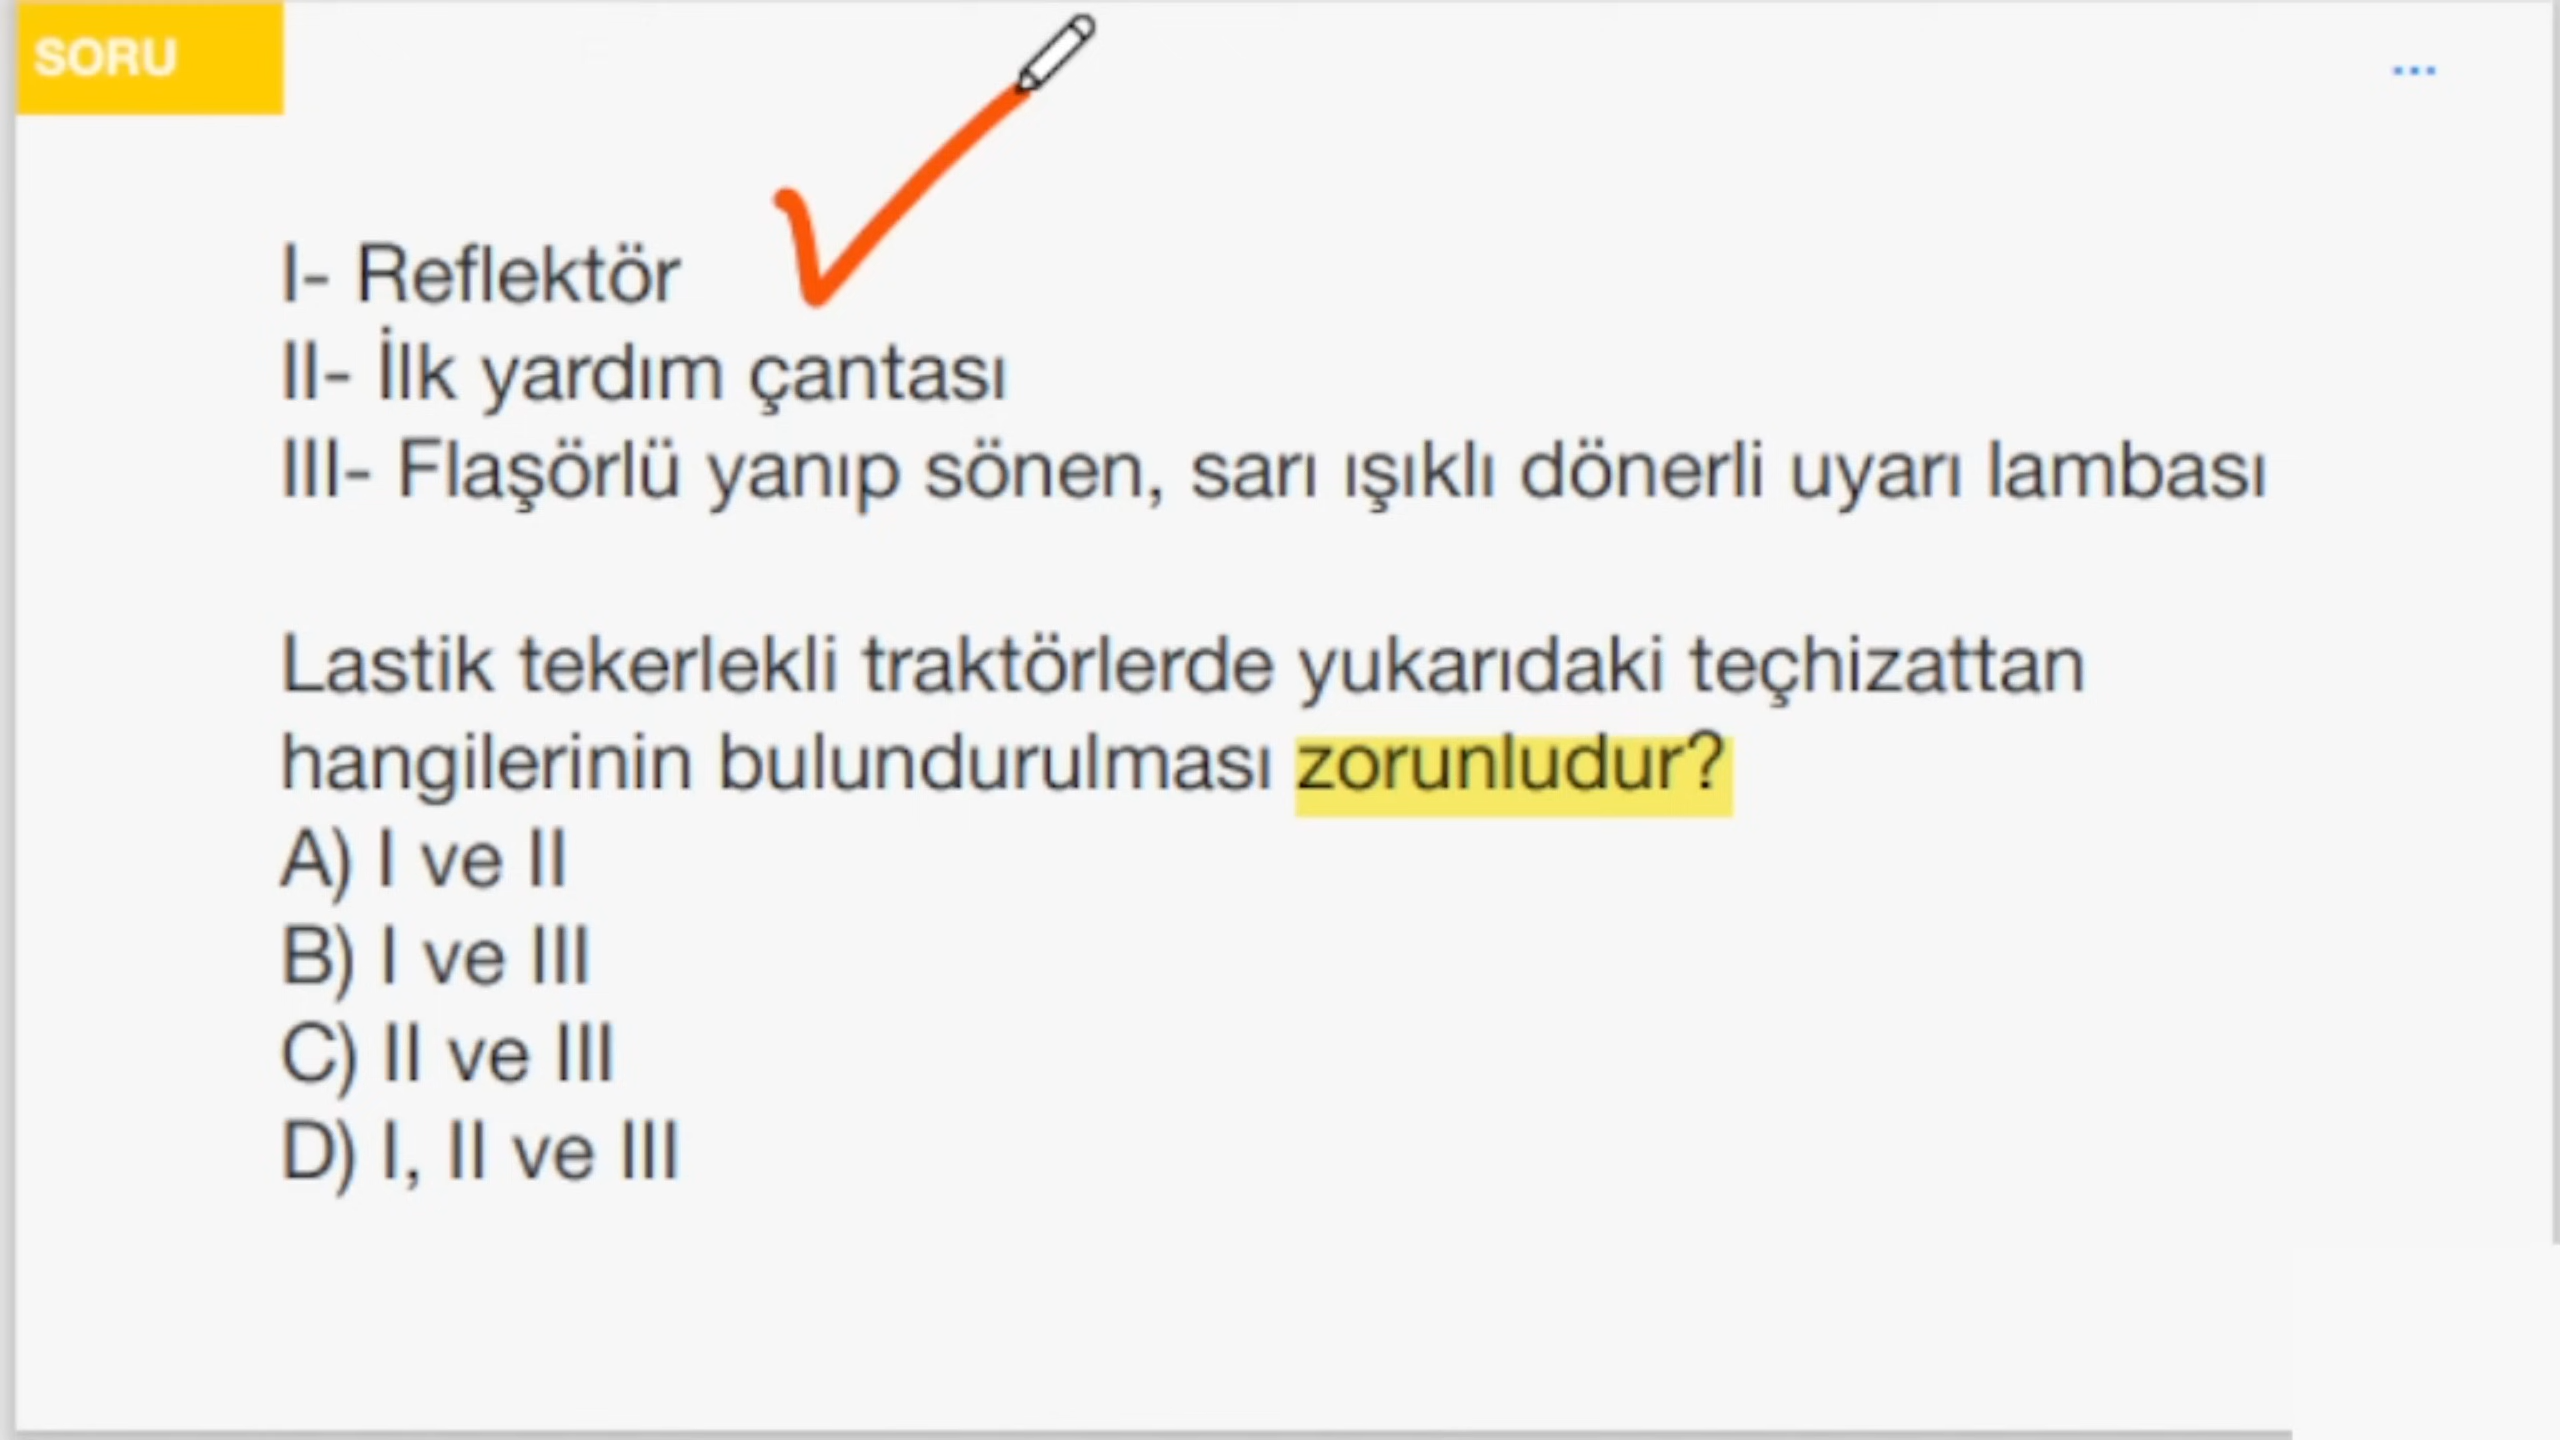 SORU
...
I- Reflektör
II- İlk yardım çantası
III- Flaşörlü yanıp sönen, sarı ışıklı dönerli uyarı lambası
Lastik tekerlekli traktörlerde yukarıdaki teçhizattan
hangilerinin bulundurulması zorunludur?
A) I ve II
B) I ve III
C) II ve III
D) I, II ve III